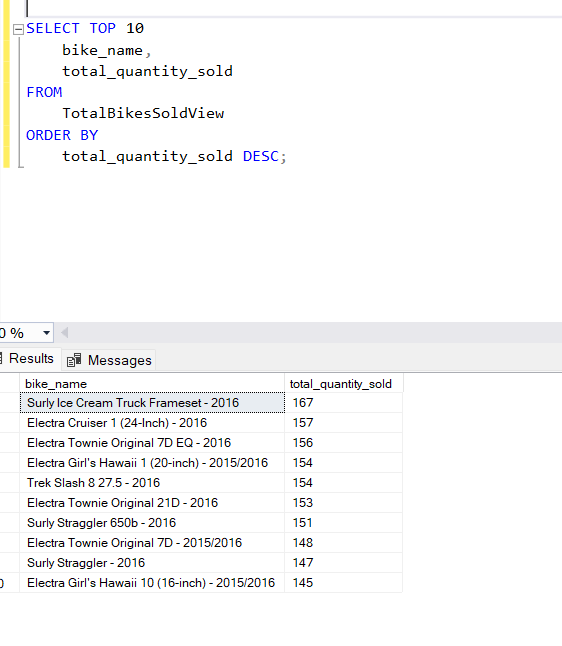 SELECT TOP 10
bike_name,
total_quantity_sold
FROM
TotalBikesSoldView
ORDER BY
total_quantity_sold DESC;
0 %
Results Messages
bike_name total_quantity_sold
Surly Ice Cream Truck Frameset - 2016 167
Electra Cruiser 1 (24-Inch) - 2016 157
Electra Townie Original 7D EQ - 2016 156
Electra Girl's Hawaii 1 (20-inch) - 2015/2016 154
Trek Slash 8 27.5 - 2016 154
Electra Townie Original 21D - 2016 153
Surly Straggler 650b - 2016 151
Electra Townie Original 7D - 2015/2016 148
Surly Straggler - 2016 147
0 Electra Girl's Hawaii 10 (16-inch) - 2015/2016 145